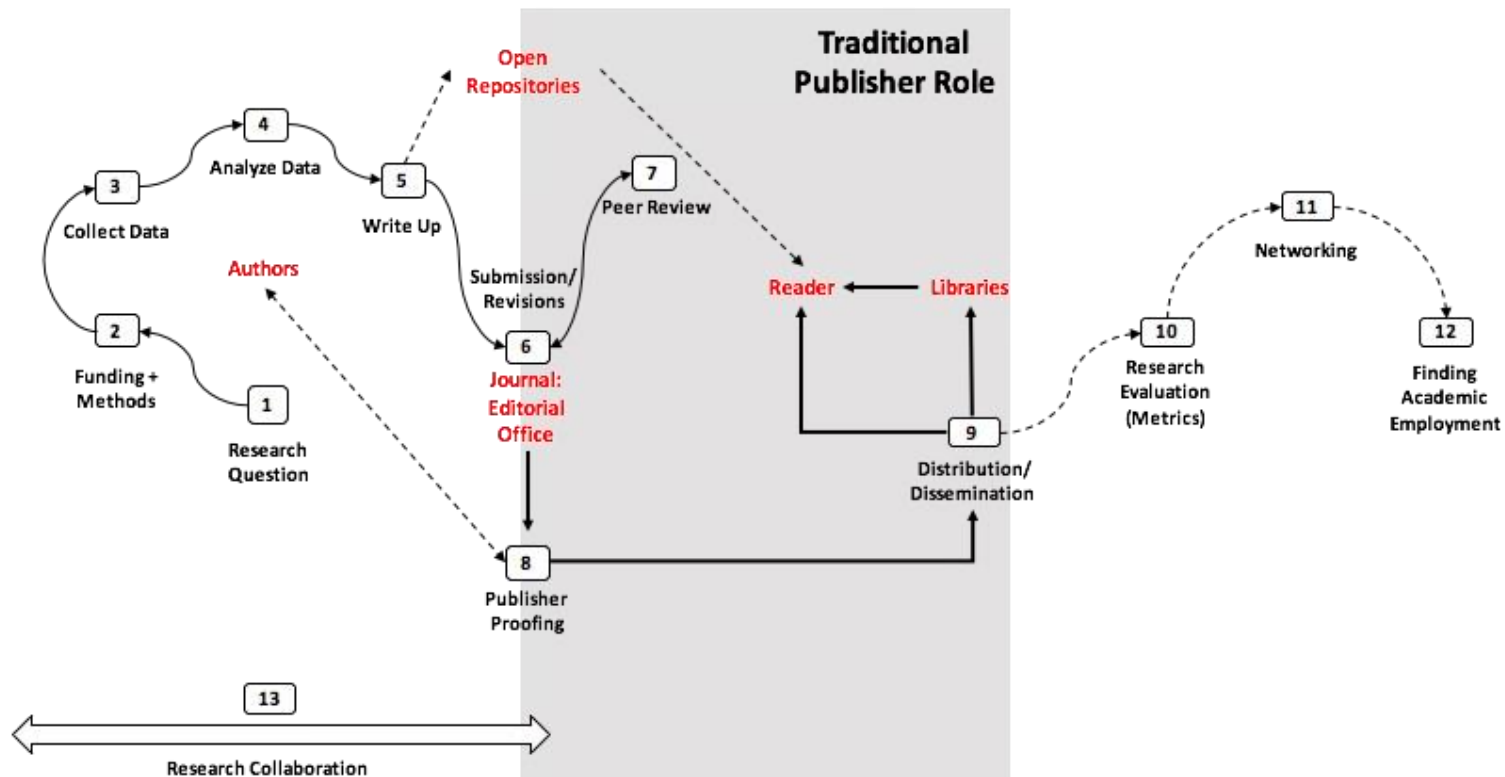 Traditional
Publisher Role
Open
Repositories
4
Analyze Data
3
Collect Data
5
Write Up
7
Peer Review
Authors
Submission/
Revisions
2
Funding +
Methods
1
Research
Question
6
Journal:
Editorial
Office
Reader
Libraries
8
Publisher
Proofing
9
Distribution/
Dissemination
10
Research
Evaluation
(Metrics)
11
Networking
12
Finding
Academic
Employment
13
Research Collaboration